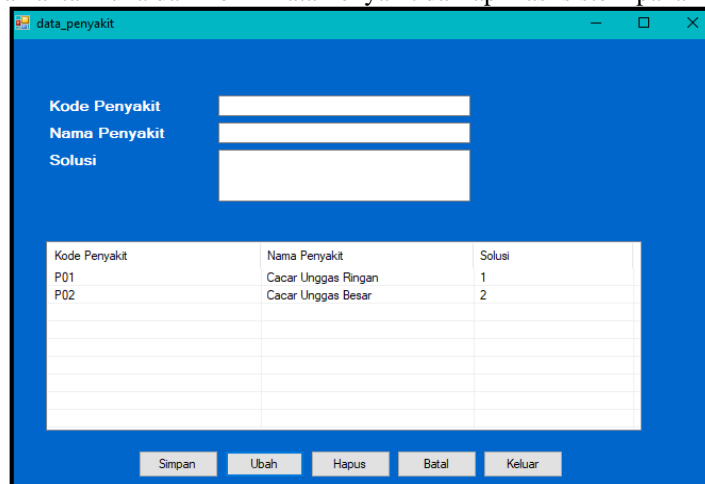 data_penyakit
Kode Penyakit
Nama Penyakit
Solusi
Kode Penyakit Nama Penyakit Solusi
P01 Cacar Unggas Ringan 1
P02 Cacar Unggas Besar 2
Simpan Ubah Hapus Batal Keluar